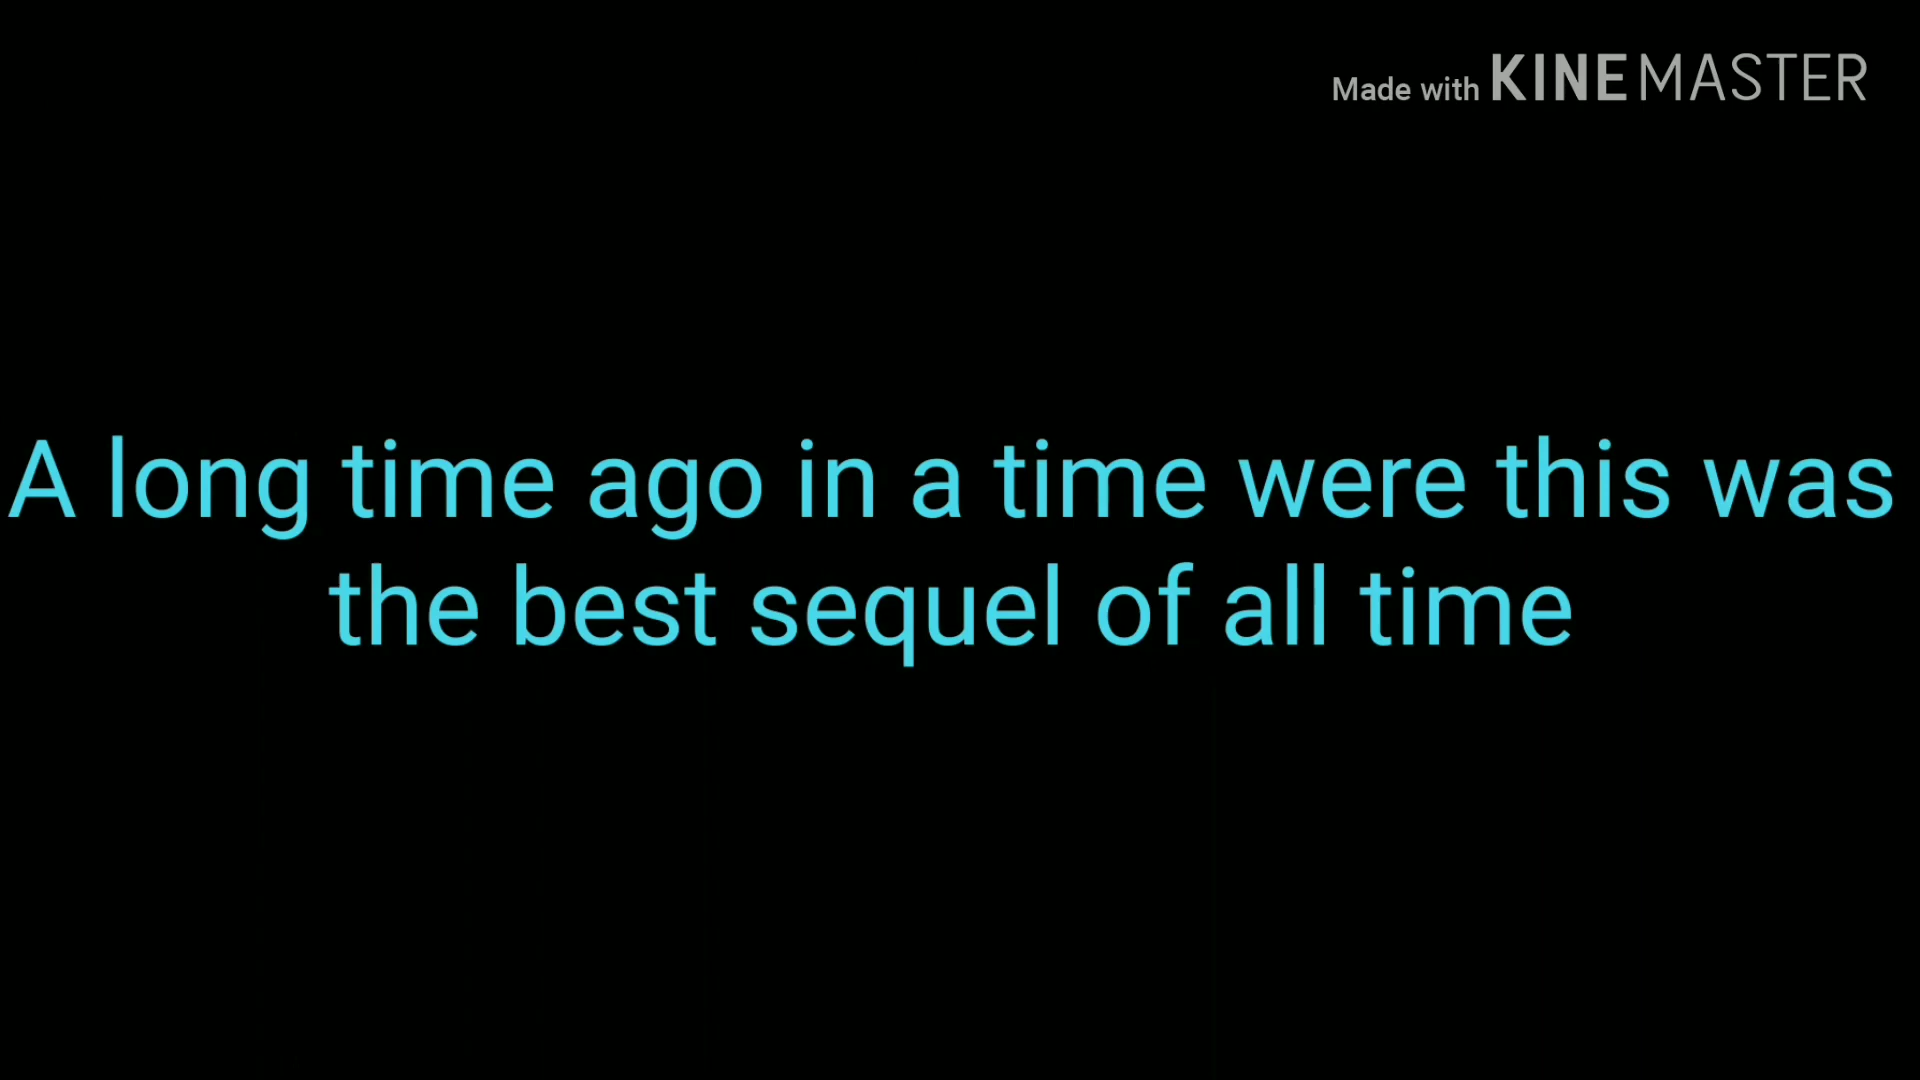 Made with KINEMASTER
A long time ago in a time were this was
the best sequel of all time